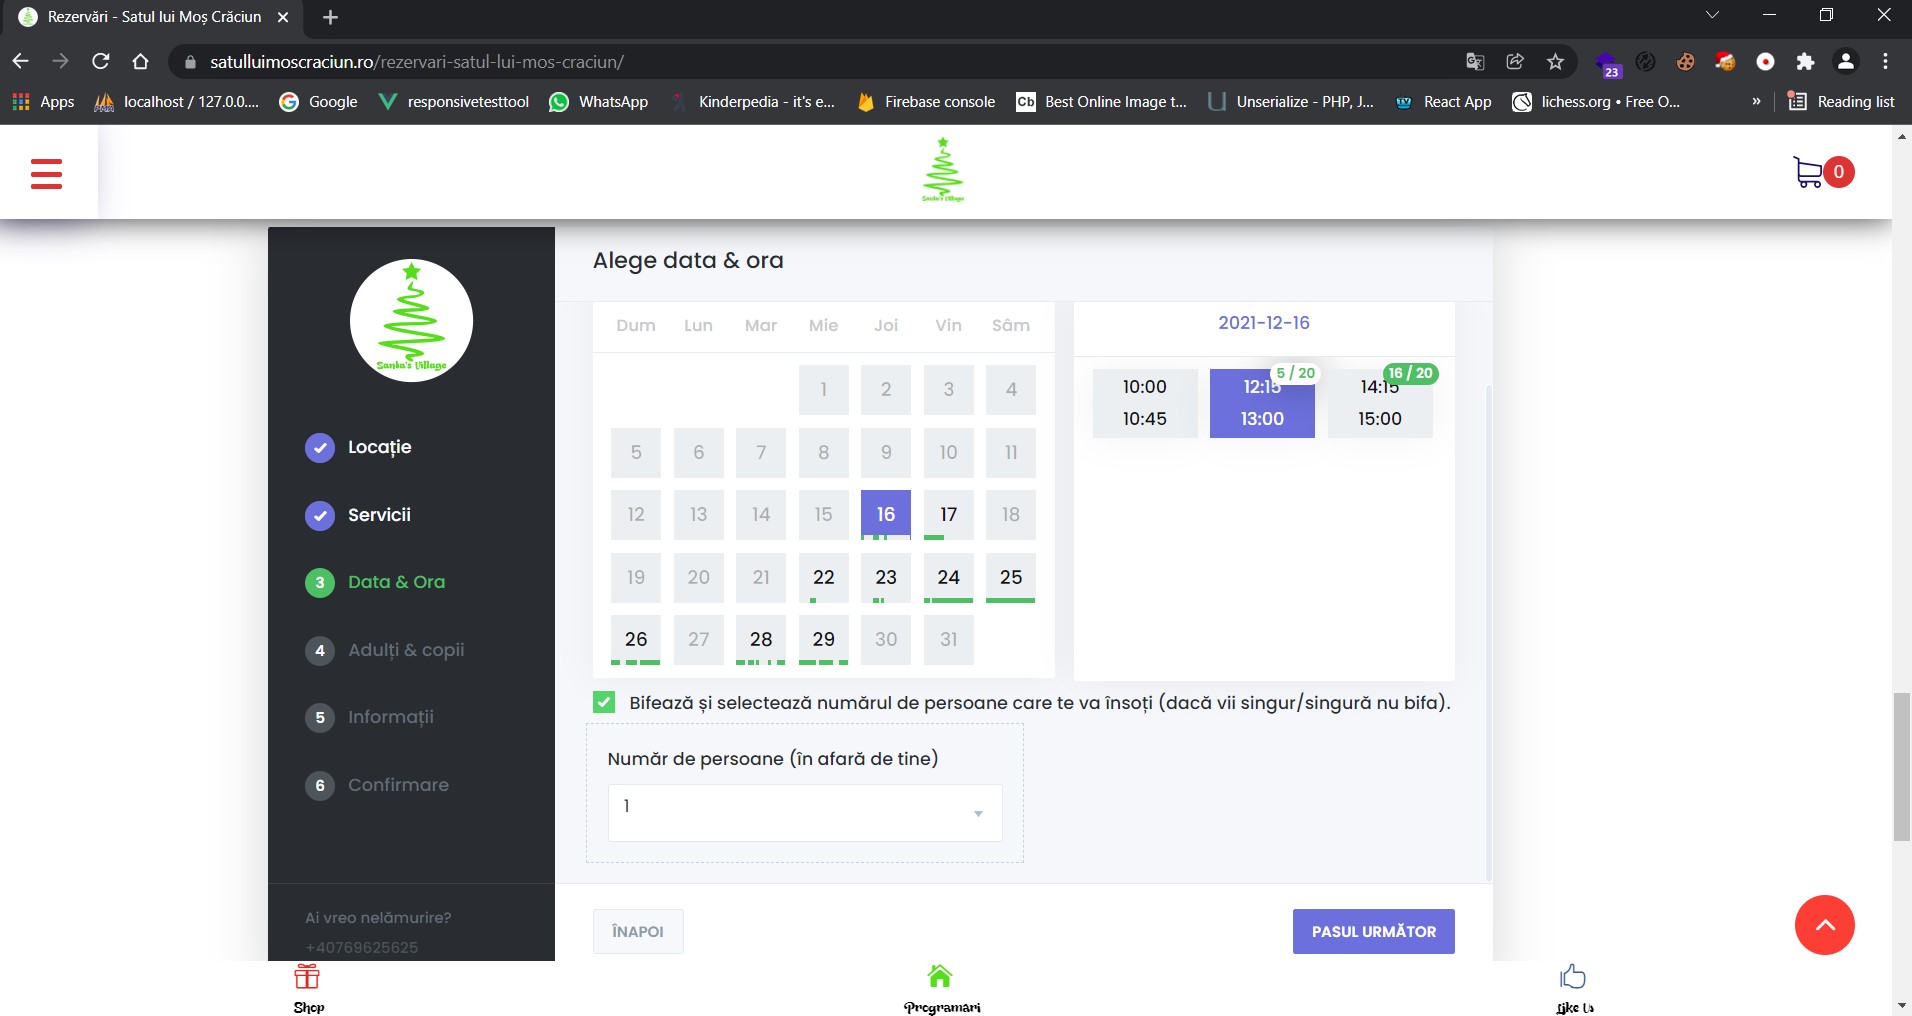 Rezervări - Satul lui Moș Crăciun
satulluimoscraciun.ro/rezervari-satul-lui-mos-craciun/
23
Apps
localhost / 127.0.0....
Google
responsivetesttool
WhatsApp
Kinderpedia - it's e...
Firebase console
Cb Best Online Image t...
Unserialize - PHP, J...
React App
lichess.org • Free O...
»
Reading list
Santa's Village
0
Santa's Village
Locație
Servicii
3 Data & Ora
4 Adulți & copii
5 Informații
6 Confirmare
Ai vreo nelămurire?
+40769625625
Alege data & ora
Dum Lun Mar Mie Joi Vin Sâm
1 2 3 4
5 6 7 8 9 10 11
12 13 14 15 16 17 18
19 20 21 22 23 24 25
26 27 28 29 30 31
2021-12-16
5 / 20 16 / 20
10:00 12:15 14:15
10:45 13:00 15:00
Bifează și selectează numărul de persoane care te va însoți (dacă vii singur/singură nu bifa).
Număr de persoane (în afară de tine)
1
ÎNAPOI
PASUL URMĂTOR
Shop
Programari
Like Us